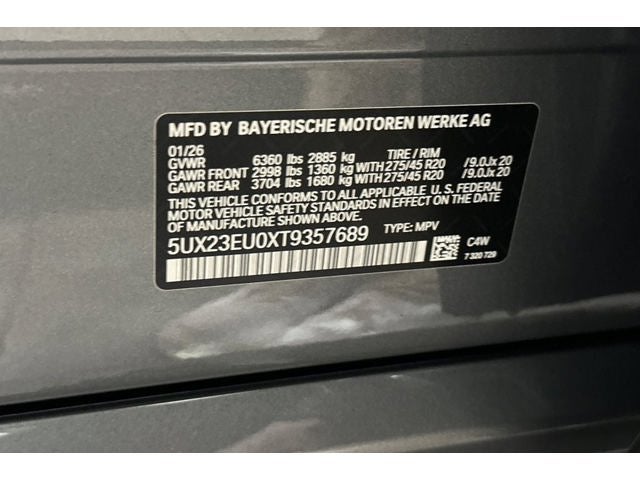 MFD BY BAYERISCHE MOTOREN WERKE AG
01/26
GVWR 6360 lbs 2885 kg TIRE / RIM
GAWR FRONT 2998 lbs 1360 kg WITH 275/45 R20 /9.0Jx 20
GAWR REAR 3704 lbs 1680 kg WITH 275/45 R20 /9.0Jx 20
THIS VEHICLE CONFORMS TO ALL APPLICABLE U. S. FEDERAL
MOTOR VEHICLE SAFETY STANDARDS IN EFFECT ON THE DATE OF
MANUFACTURE SHOWN ABOVE.
5UX23EU0XT9357689 TYPE: MPV
C4W
7 320 729